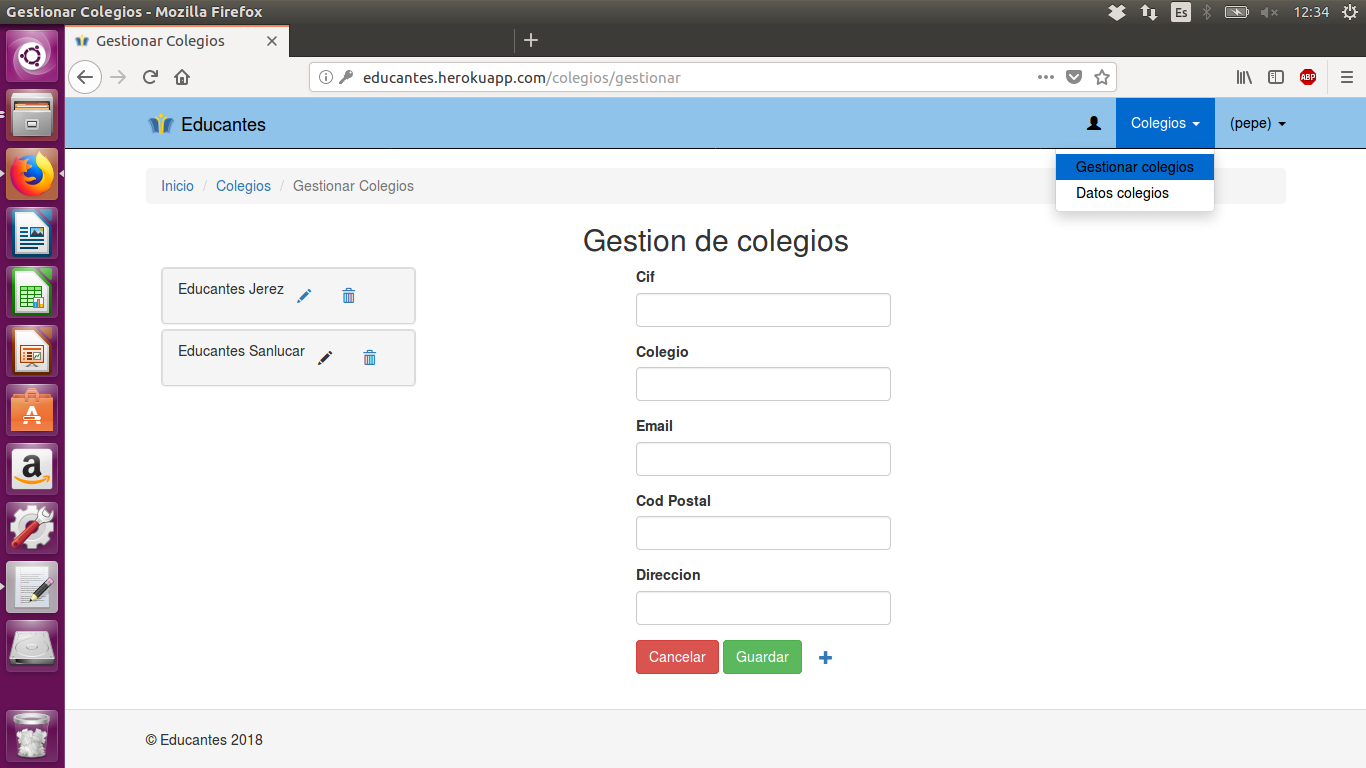 Gestionar Colegios - Mozilla Firefox
Es
12:34
Gestionar Colegios
educantes.herokuapp.com/colegios/gestionar
ABP
Educantes
Colegios
(pepe)
Gestionar colegios
Datos colegios
Inicio / Colegios / Gestionar Colegios
Gestion de colegios
Educantes Jerez
Educantes Sanlucar
Cif
Colegio
Email
Cod Postal
Direccion
Cancelar Guardar
© Educantes 2018